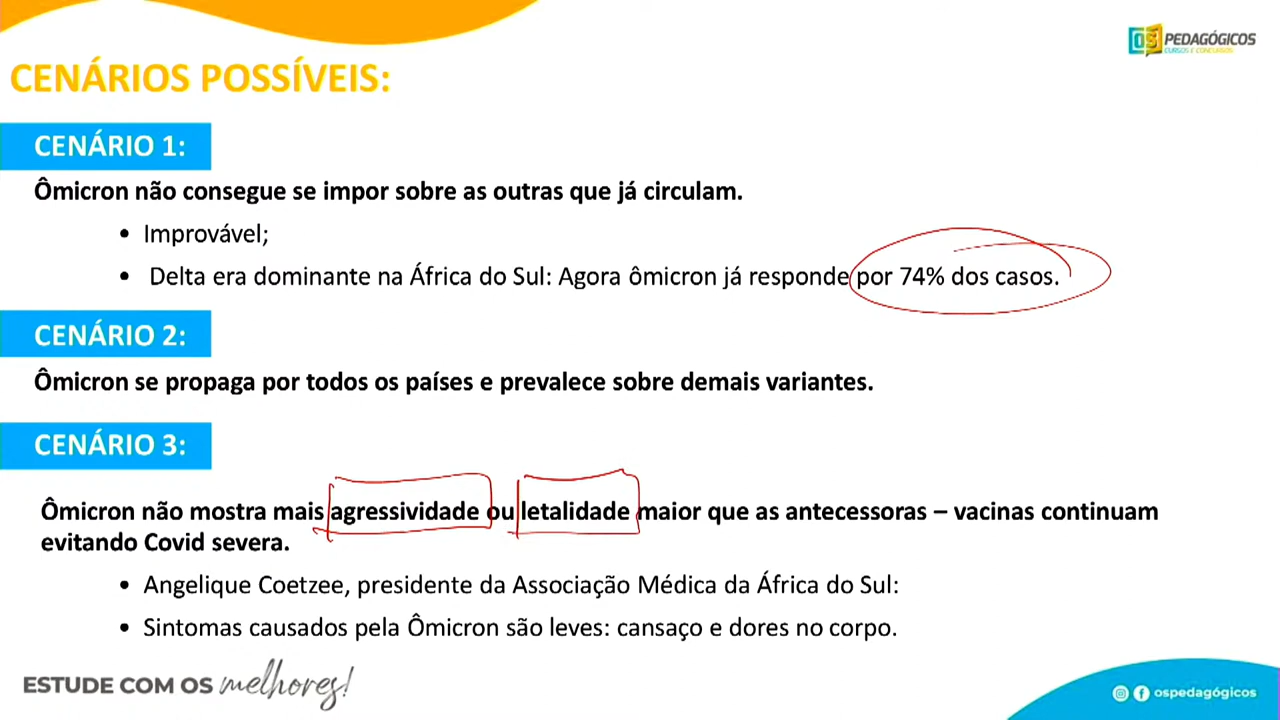 OS PEDAGÓGICOS
CURSOS E CONCURSOS
CENÁRIOS POSSÍVEIS:
CENÁRIO 1:
Ômicron não consegue se impor sobre as outras que já circulam.
• Improvável;
• Delta era dominante na África do Sul: Agora ômicron já responde por 74% dos casos.
CENÁRIO 2:
Ômicron se propaga por todos os países e prevalece sobre demais variantes.
CENÁRIO 3:
Ômicron não mostra mais agressividade ou letalidade maior que as antecessoras – vacinas continuam
evitando Covid severa.
• Angelique Coetzee, presidente da Associação Médica da África do Sul:
• Sintomas causados pela Ômicron são leves: cansaço e dores no corpo.
ESTUDE COM OS melhores!
ospedagógicos